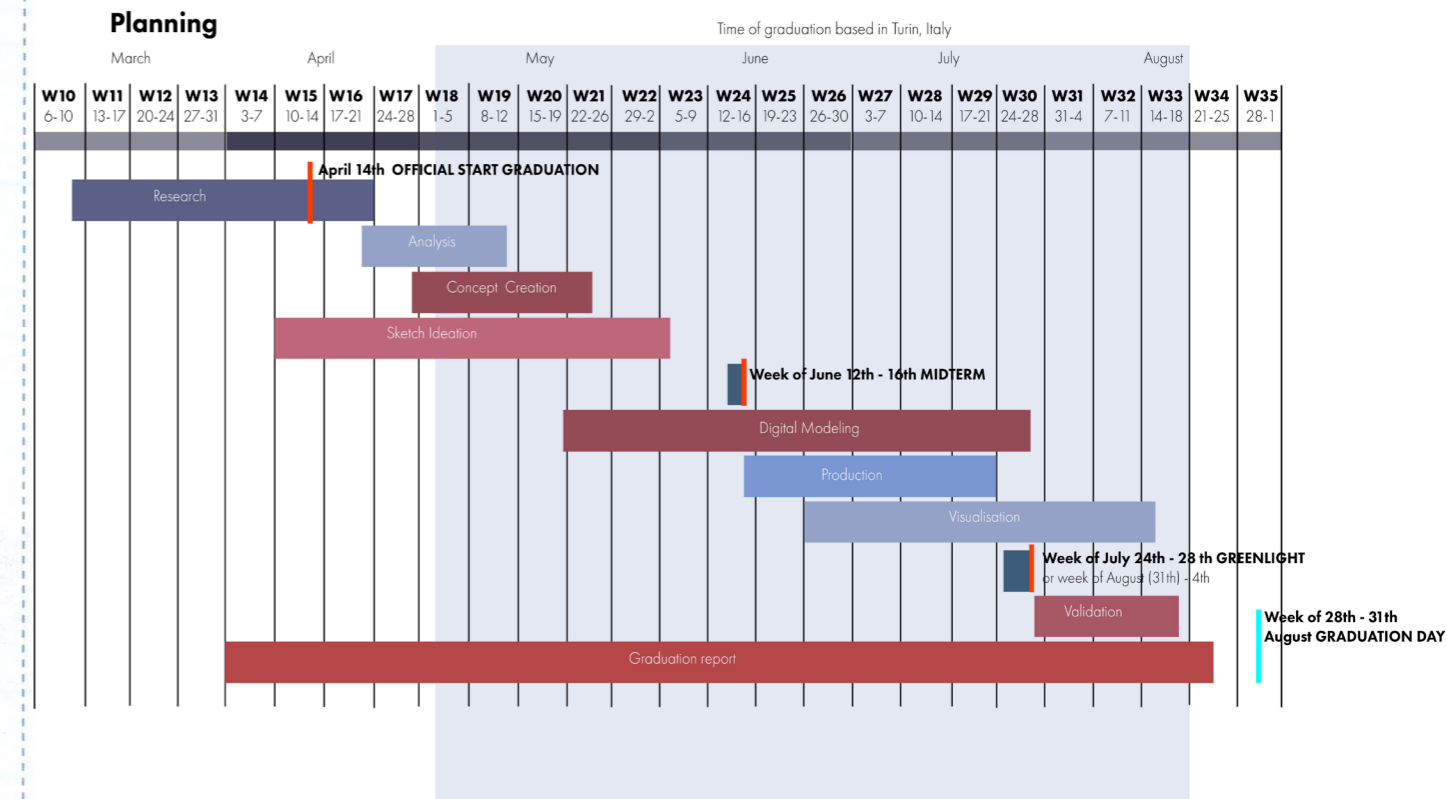 Planning
Time of graduation based in Turin, Italy
March April May June July August
W10 W11 W12 W13 W14 W15 W16 W17 W18 W19 W20 W21 W22 W23 W24 W25 W26 W27 W28 W29 W30 W31 W32 W33 W34 W35
6-10 13-17 20-24 27-31 3-7 10-14 17-21 24-28 1-5 8-12 15-19 22-26 29-2 5-9 12-16 19-23 26-30 3-7 10-14 17-21 24-28 31-4 7-11 14-18 21-25 28-1
April 14th OFFICIAL START GRADUATION
Research
Analysis
Concept Creation
Sketch Ideation
Week of June 12th - 16th MIDTERM
Digital Modeling
Production
Visualisation
Week of July 24th - 28 th GREENLIGHT
or week of August (31th) - 4th
Validation
Week of 28th - 31th
August GRADUATION DAY
Graduation report